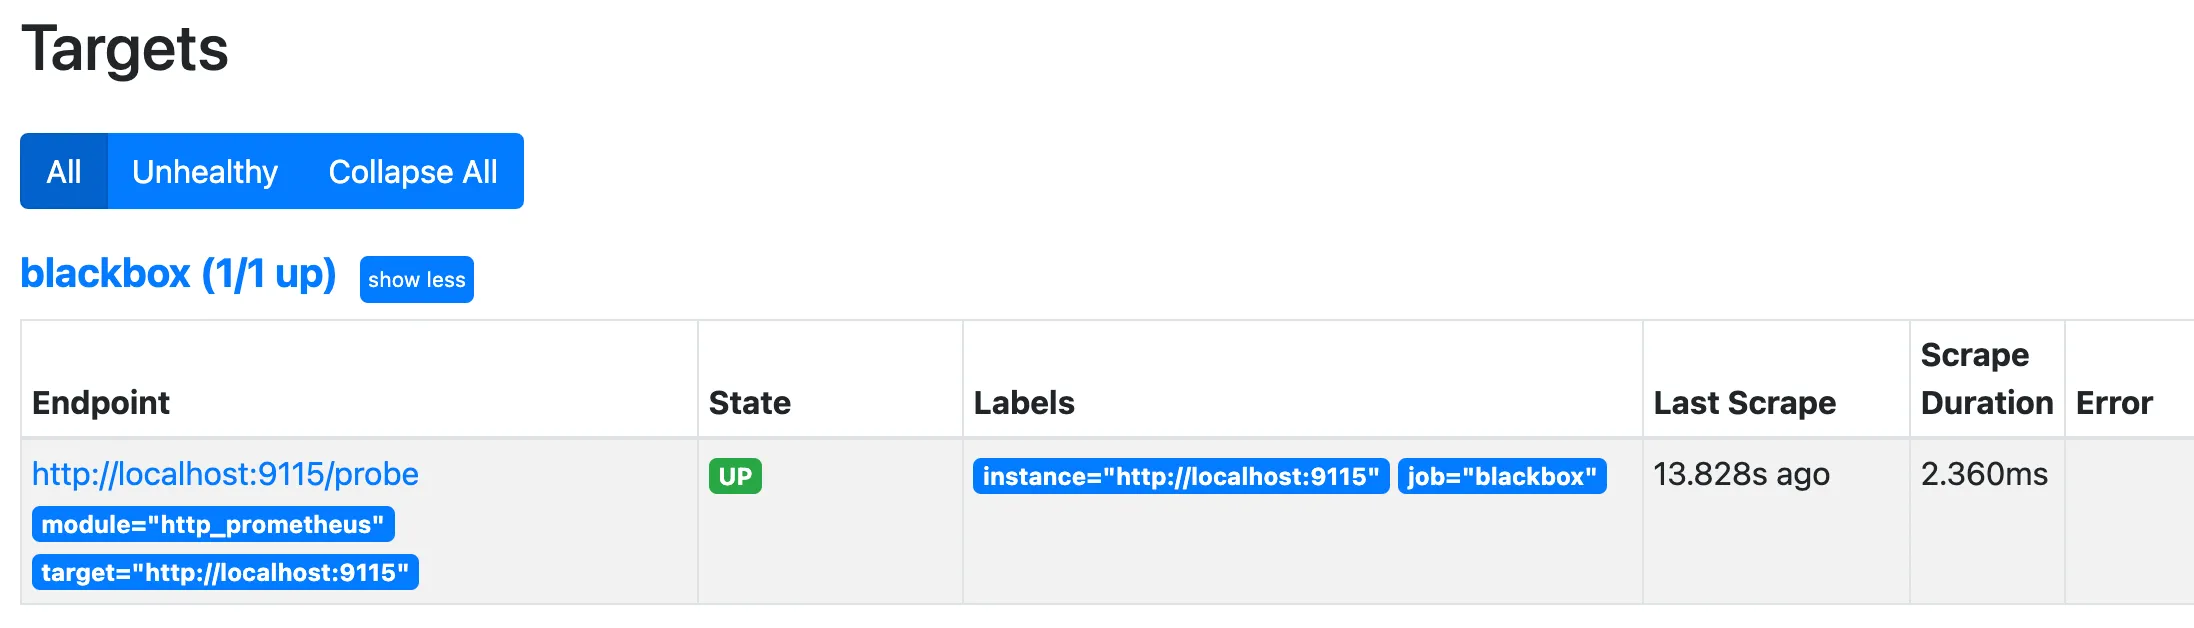 Targets
All Unhealthy Collapse All
blackbox (1/1 up) show less
Endpoint State Labels Last Scrape Scrape Duration Error
http://localhost:9115/probe UP instance="http://localhost:9115" job="blackbox" 13.828s ago 2.360ms
module="http_prometheus"
target="http://localhost:9115"